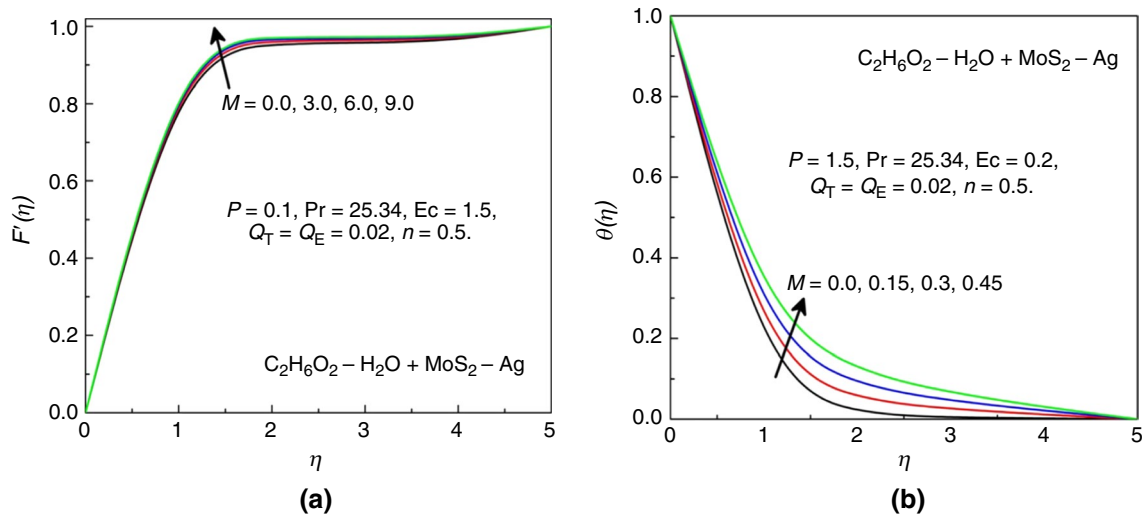 1.0
0.8
0.6
0.4
0.2
0.0
F′(η)
M = 0.0, 3.0, 6.0, 9.0
P = 0.1, Pr = 25.34, Ec = 1.5,
Q_T = Q_E = 0.02, n = 0.5.
C₂H₆O₂ – H₂O + MoS₂ – Ag
0 1 2 3 4 5
η
(a)
1.0
0.8
0.6
0.4
0.2
0.0
θ(η)
C₂H₆O₂ – H₂O + MoS₂ – Ag
P = 1.5, Pr = 25.34, Ec = 0.2,
Q_T = Q_E = 0.02, n = 0.5.
M = 0.0, 0.15, 0.3, 0.45
0 1 2 3 4 5
η
(b)